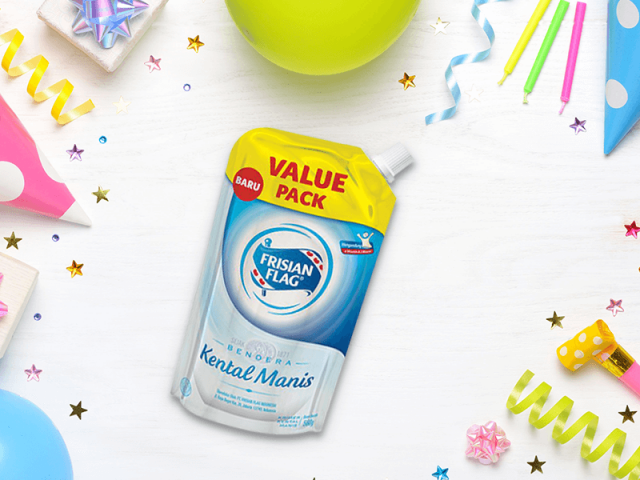 VALUE
PACK
BARU
FRISIAN
FLAG®
BENDERA
Kental Manis